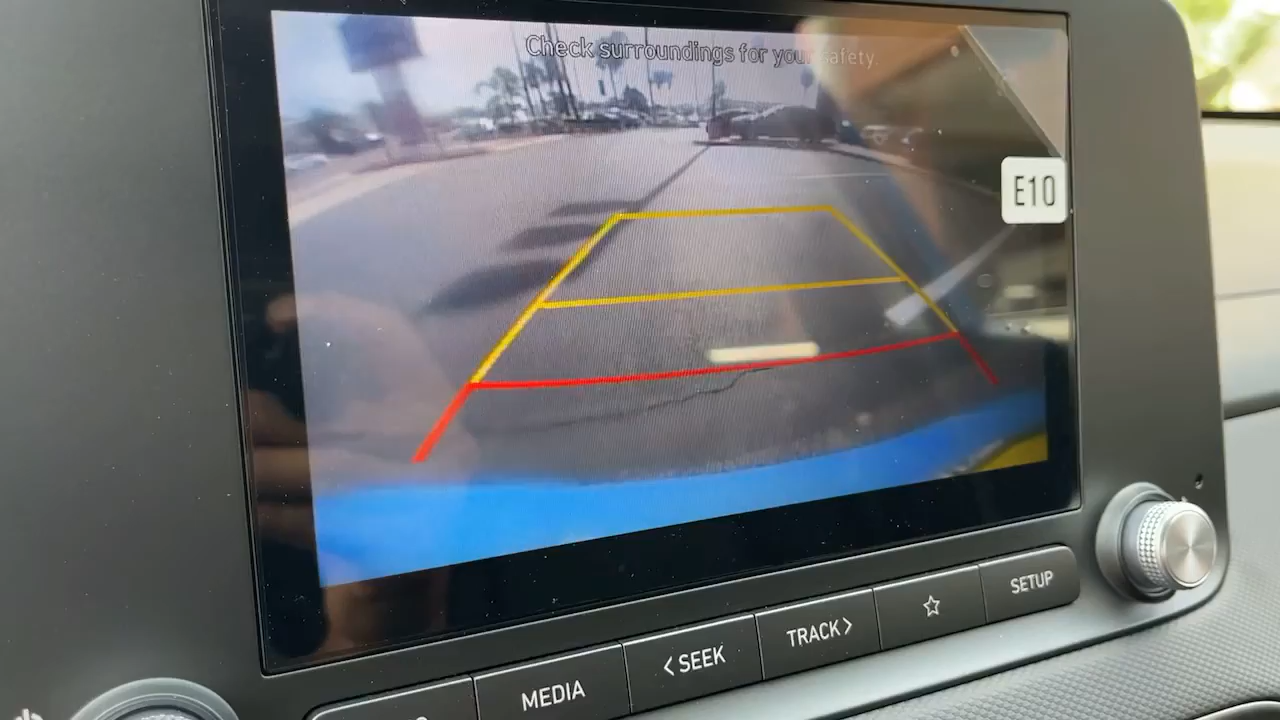 Check surroundings for your safety.
E10
MEDIA
<SEEK
TRACK>
☆
SETUP